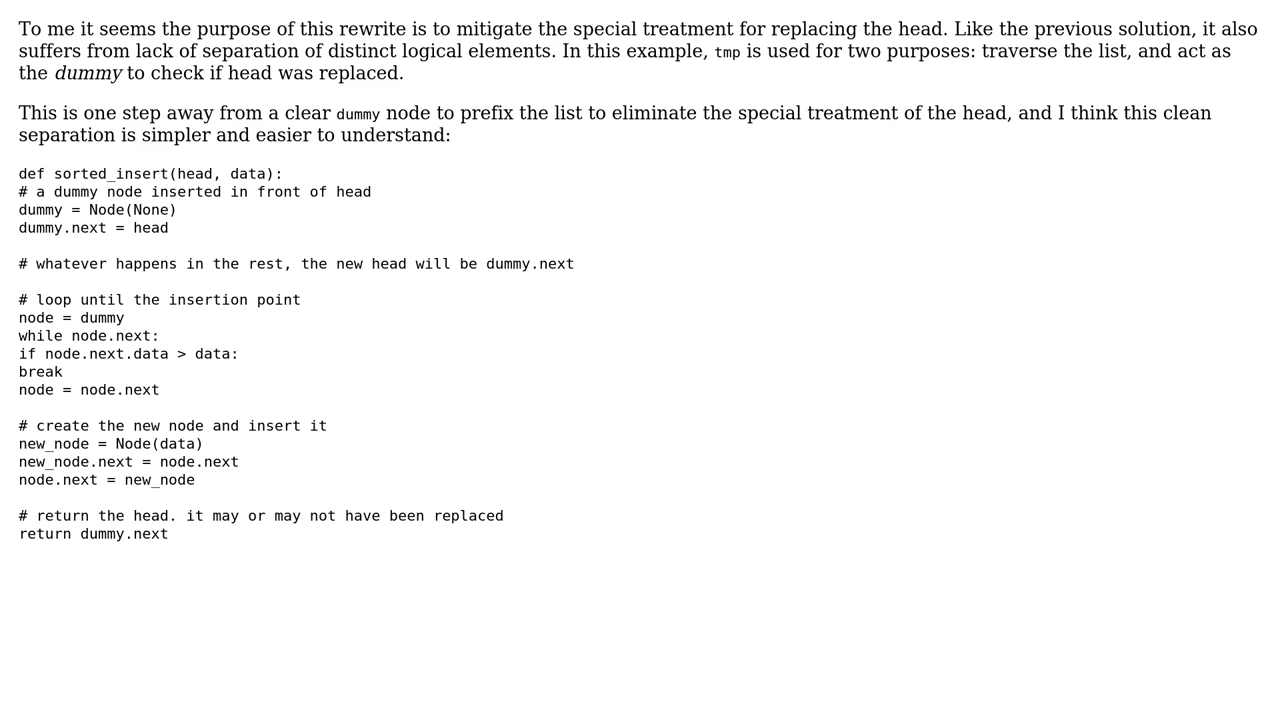 To me it seems the purpose of this rewrite is to mitigate the special treatment for replacing the head. Like the previous solution, it also
suffers from lack of separation of distinct logical elements. In this example, tmp is used for two purposes: traverse the list, and act as
the dummy to check if head was replaced.
This is one step away from a clear dummy node to prefix the list to eliminate the special treatment of the head, and I think this clean
separation is simpler and easier to understand:
def sorted_insert(head, data):
# a dummy node inserted in front of head
dummy = Node(None)
dummy.next = head
# whatever happens in the rest, the new head will be dummy.next
# loop until the insertion point
node = dummy
while node.next:
if node.next.data > data:
break
node = node.next
# create the new node and insert it
new_node = Node(data)
new_node.next = node.next
node.next = new_node
# return the head. it may or may not have been replaced
return dummy.next